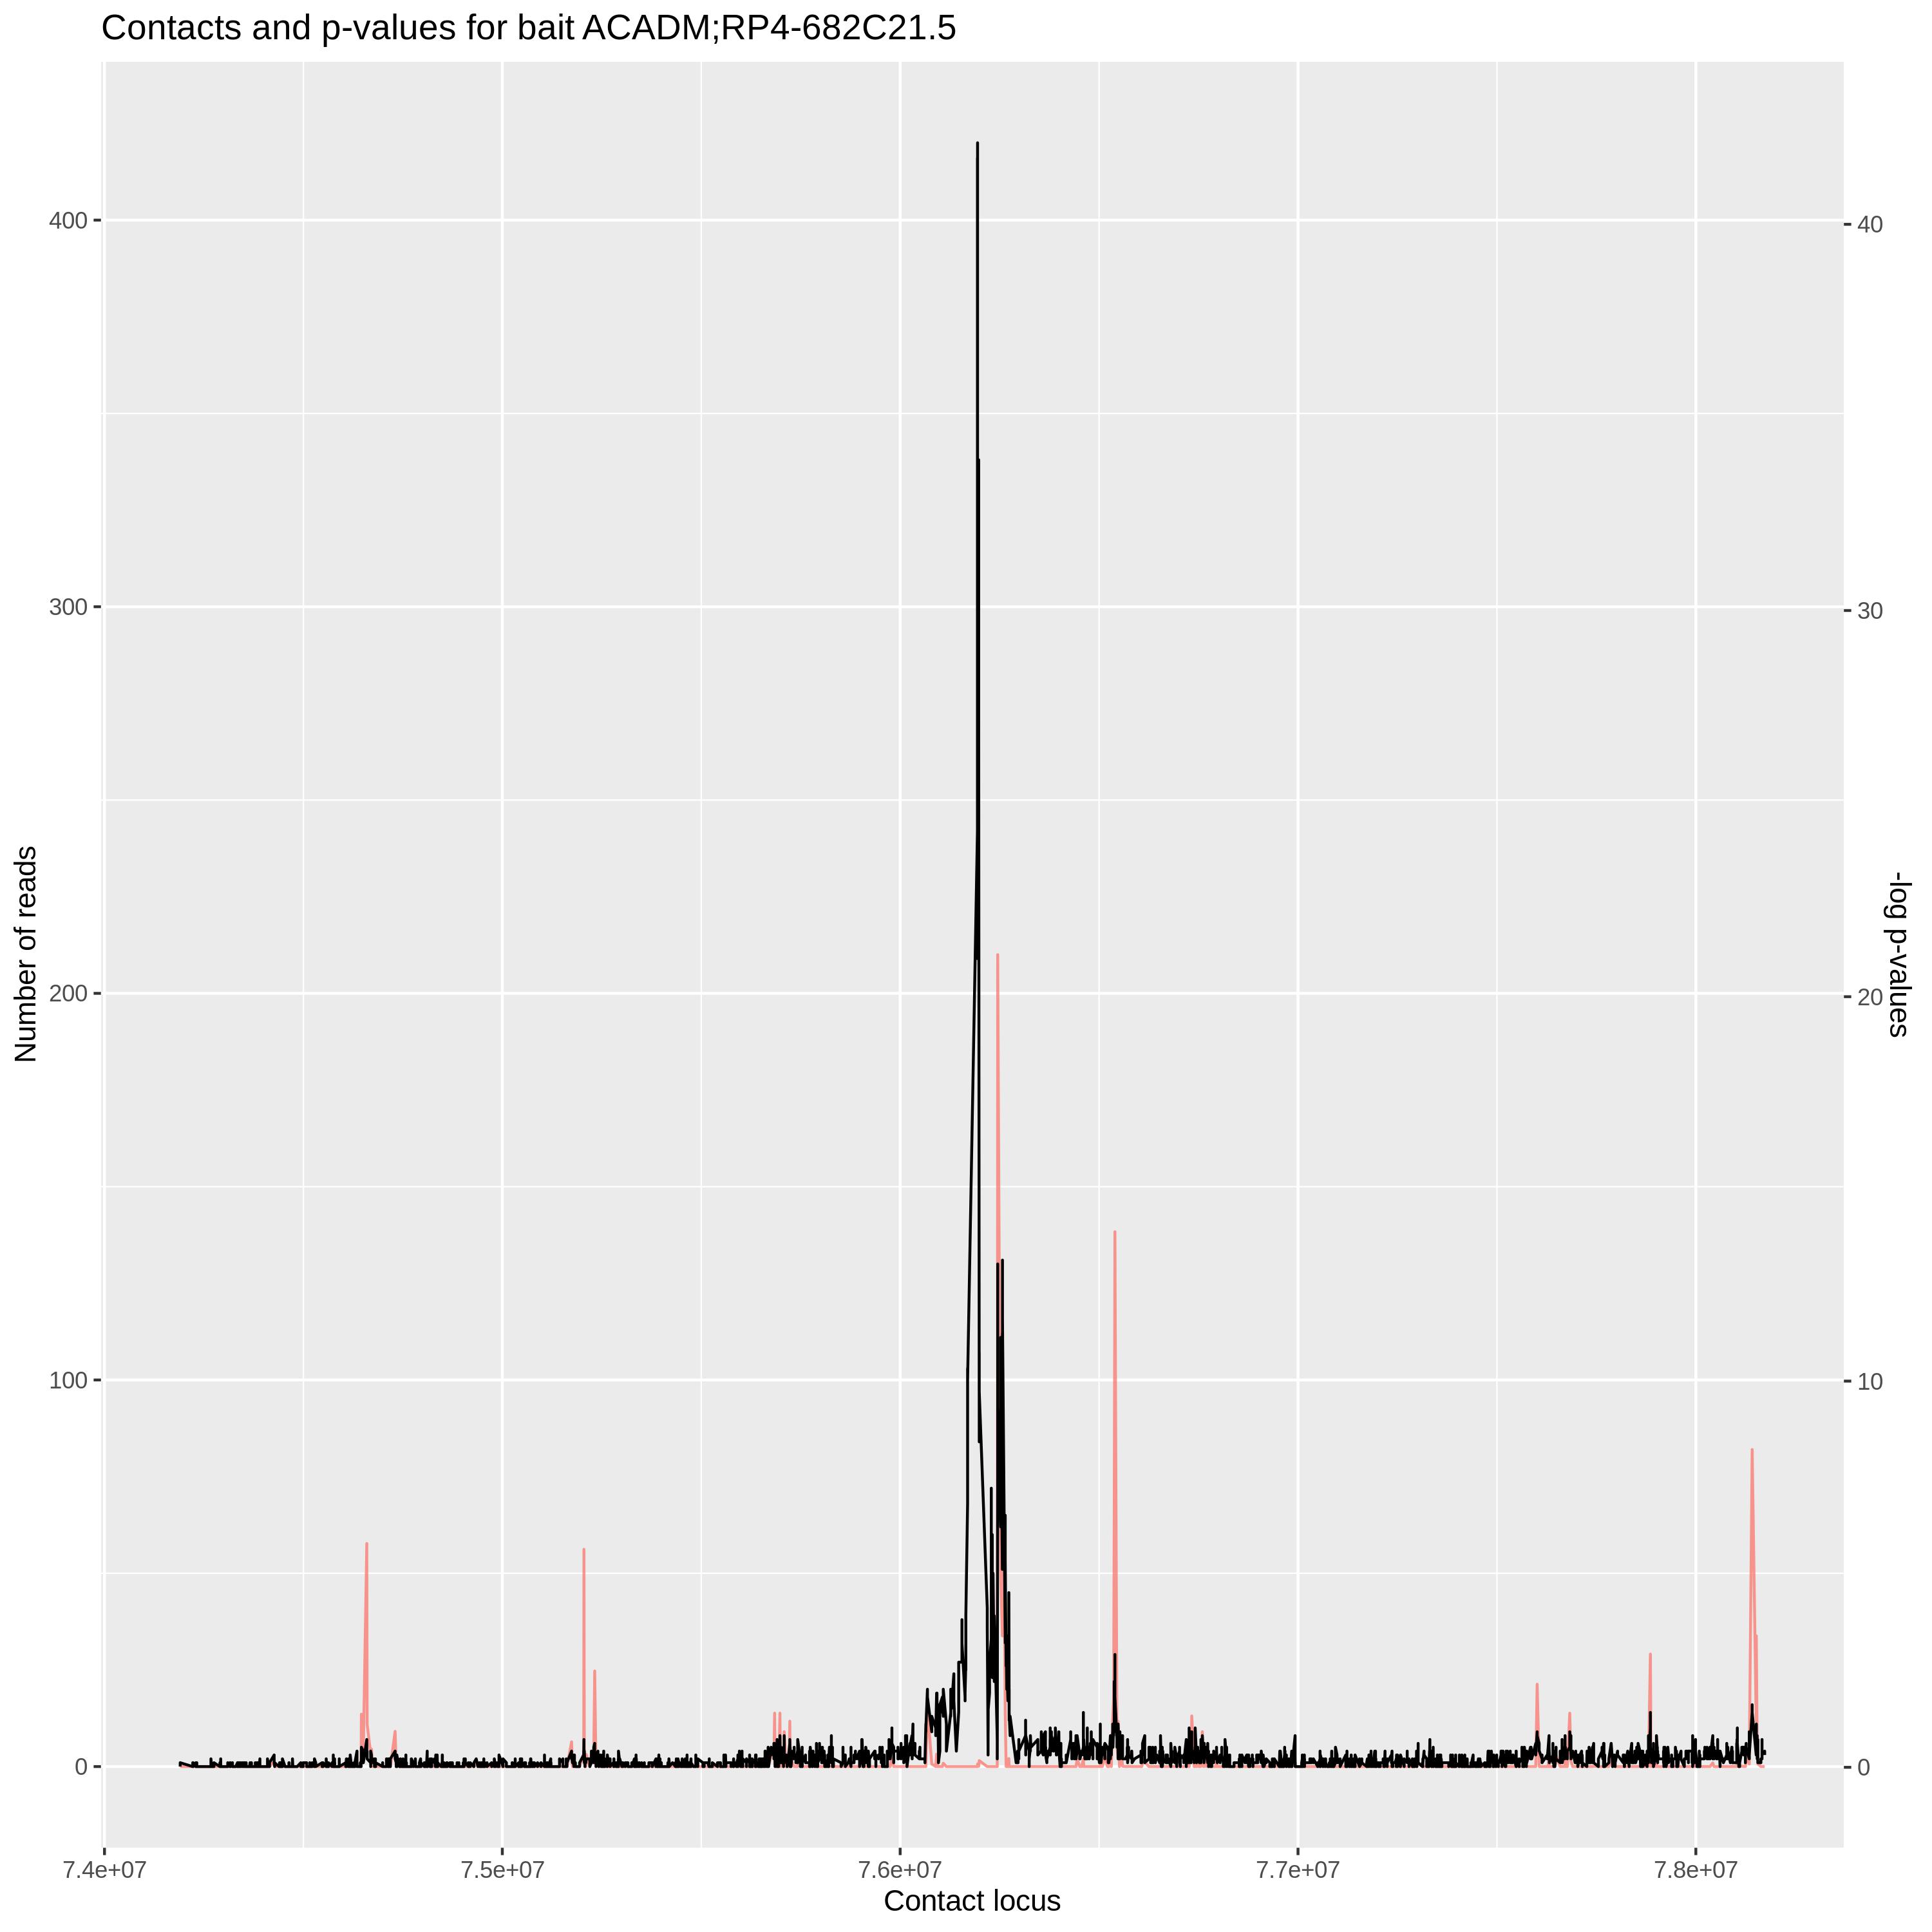 Contacts and p-values for bait ACADM;RP4-682C21.5
400
300
200
100
0
40
30
20
10
0
Number of reads
-log p-values
7.4e+07 7.5e+07 7.6e+07 7.7e+07 7.8e+07
Contact locus